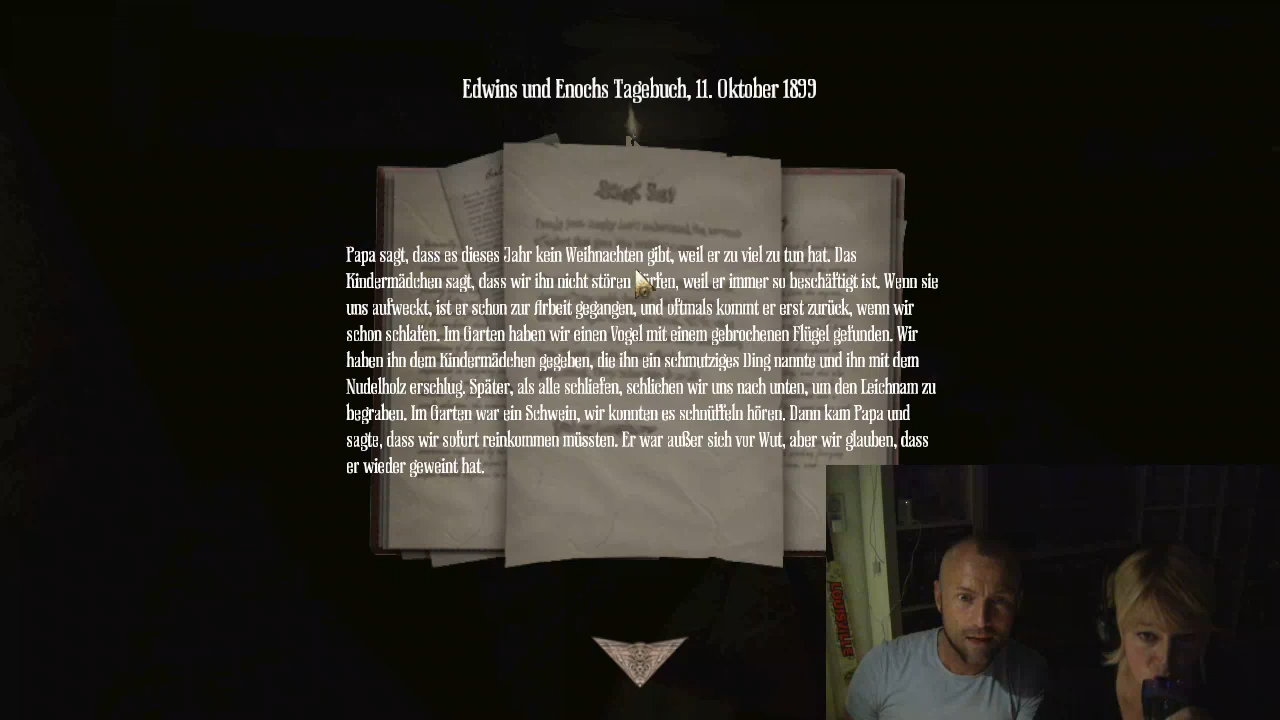 Edwins und Enochs Tagebuch, 11. Oktober 1899
Papa sagt, dass es dieses Jahr kein Weihnachten gibt, weil er zu viel zu tun hat. Das
Kindermädchen sagt, dass wir ihn nicht stören dürfen, weil er immer so beschäftigt ist. Wenn sie
uns aufweckt, ist er schon zur Arbeit gegangen, und oftmals kommt er erst zurück, wenn wir
schon schlafen. Im Garten haben wir einen Vogel mit einem gebrochenen Flügel gefunden. Wir
haben ihn dem Kindermädchen gegeben, die ihn ein schmutziges Ding nannte und ihn mit dem
Nudelholz erschlug. Später, als alle schliefen, schlichen wir uns nach unten, um den Leichnam zu
begraben. Im Garten war ein Schwein, wir konnten es schnüffeln hören. Dann kam Papa und
sagte, dass wir sofort reinkommen müssten. Er war außer sich vor Wut, aber wir glauben, dass
er wieder geweint hat.
LOUISVILLE